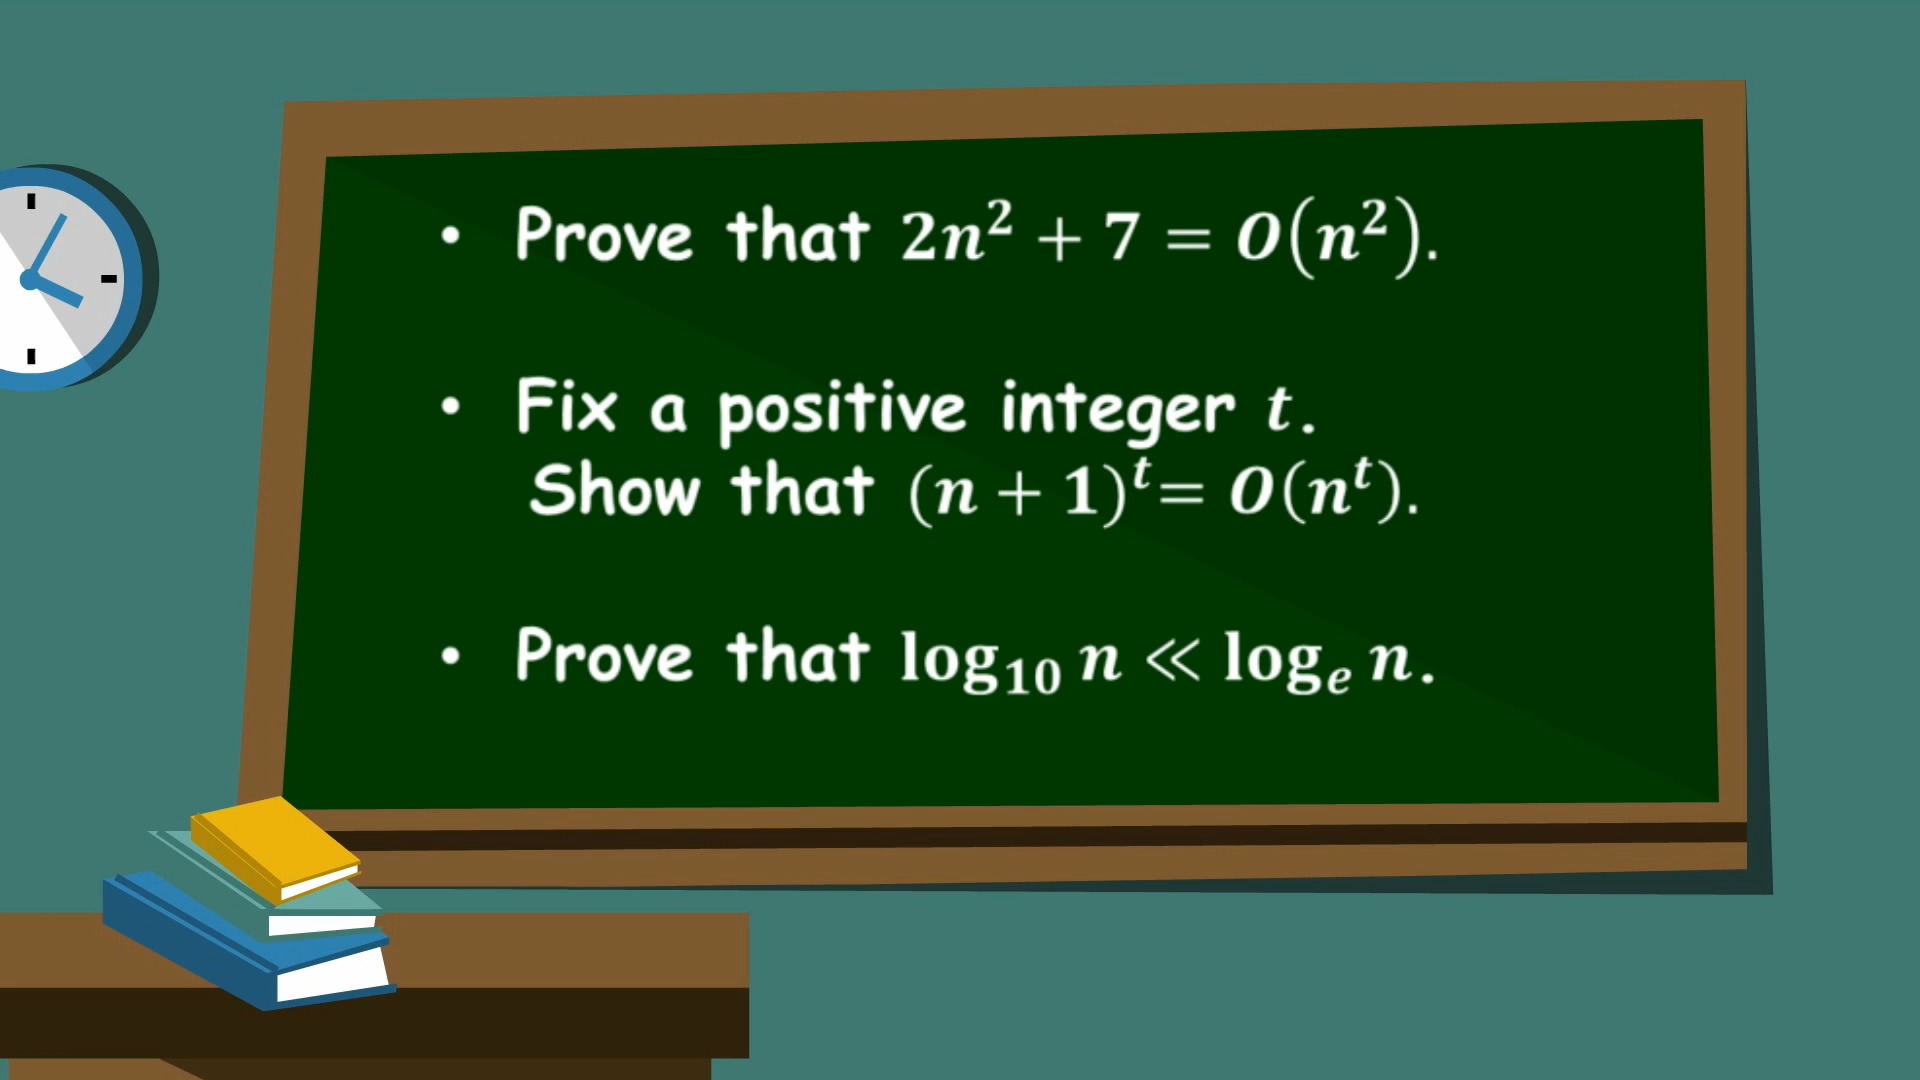 • Prove that 2n² + 7 = O(n²).
• Fix a positive integer t.
Show that (n + 1)ᵗ = O(nᵗ).
• Prove that log₁₀ n ≪ logₑ n.